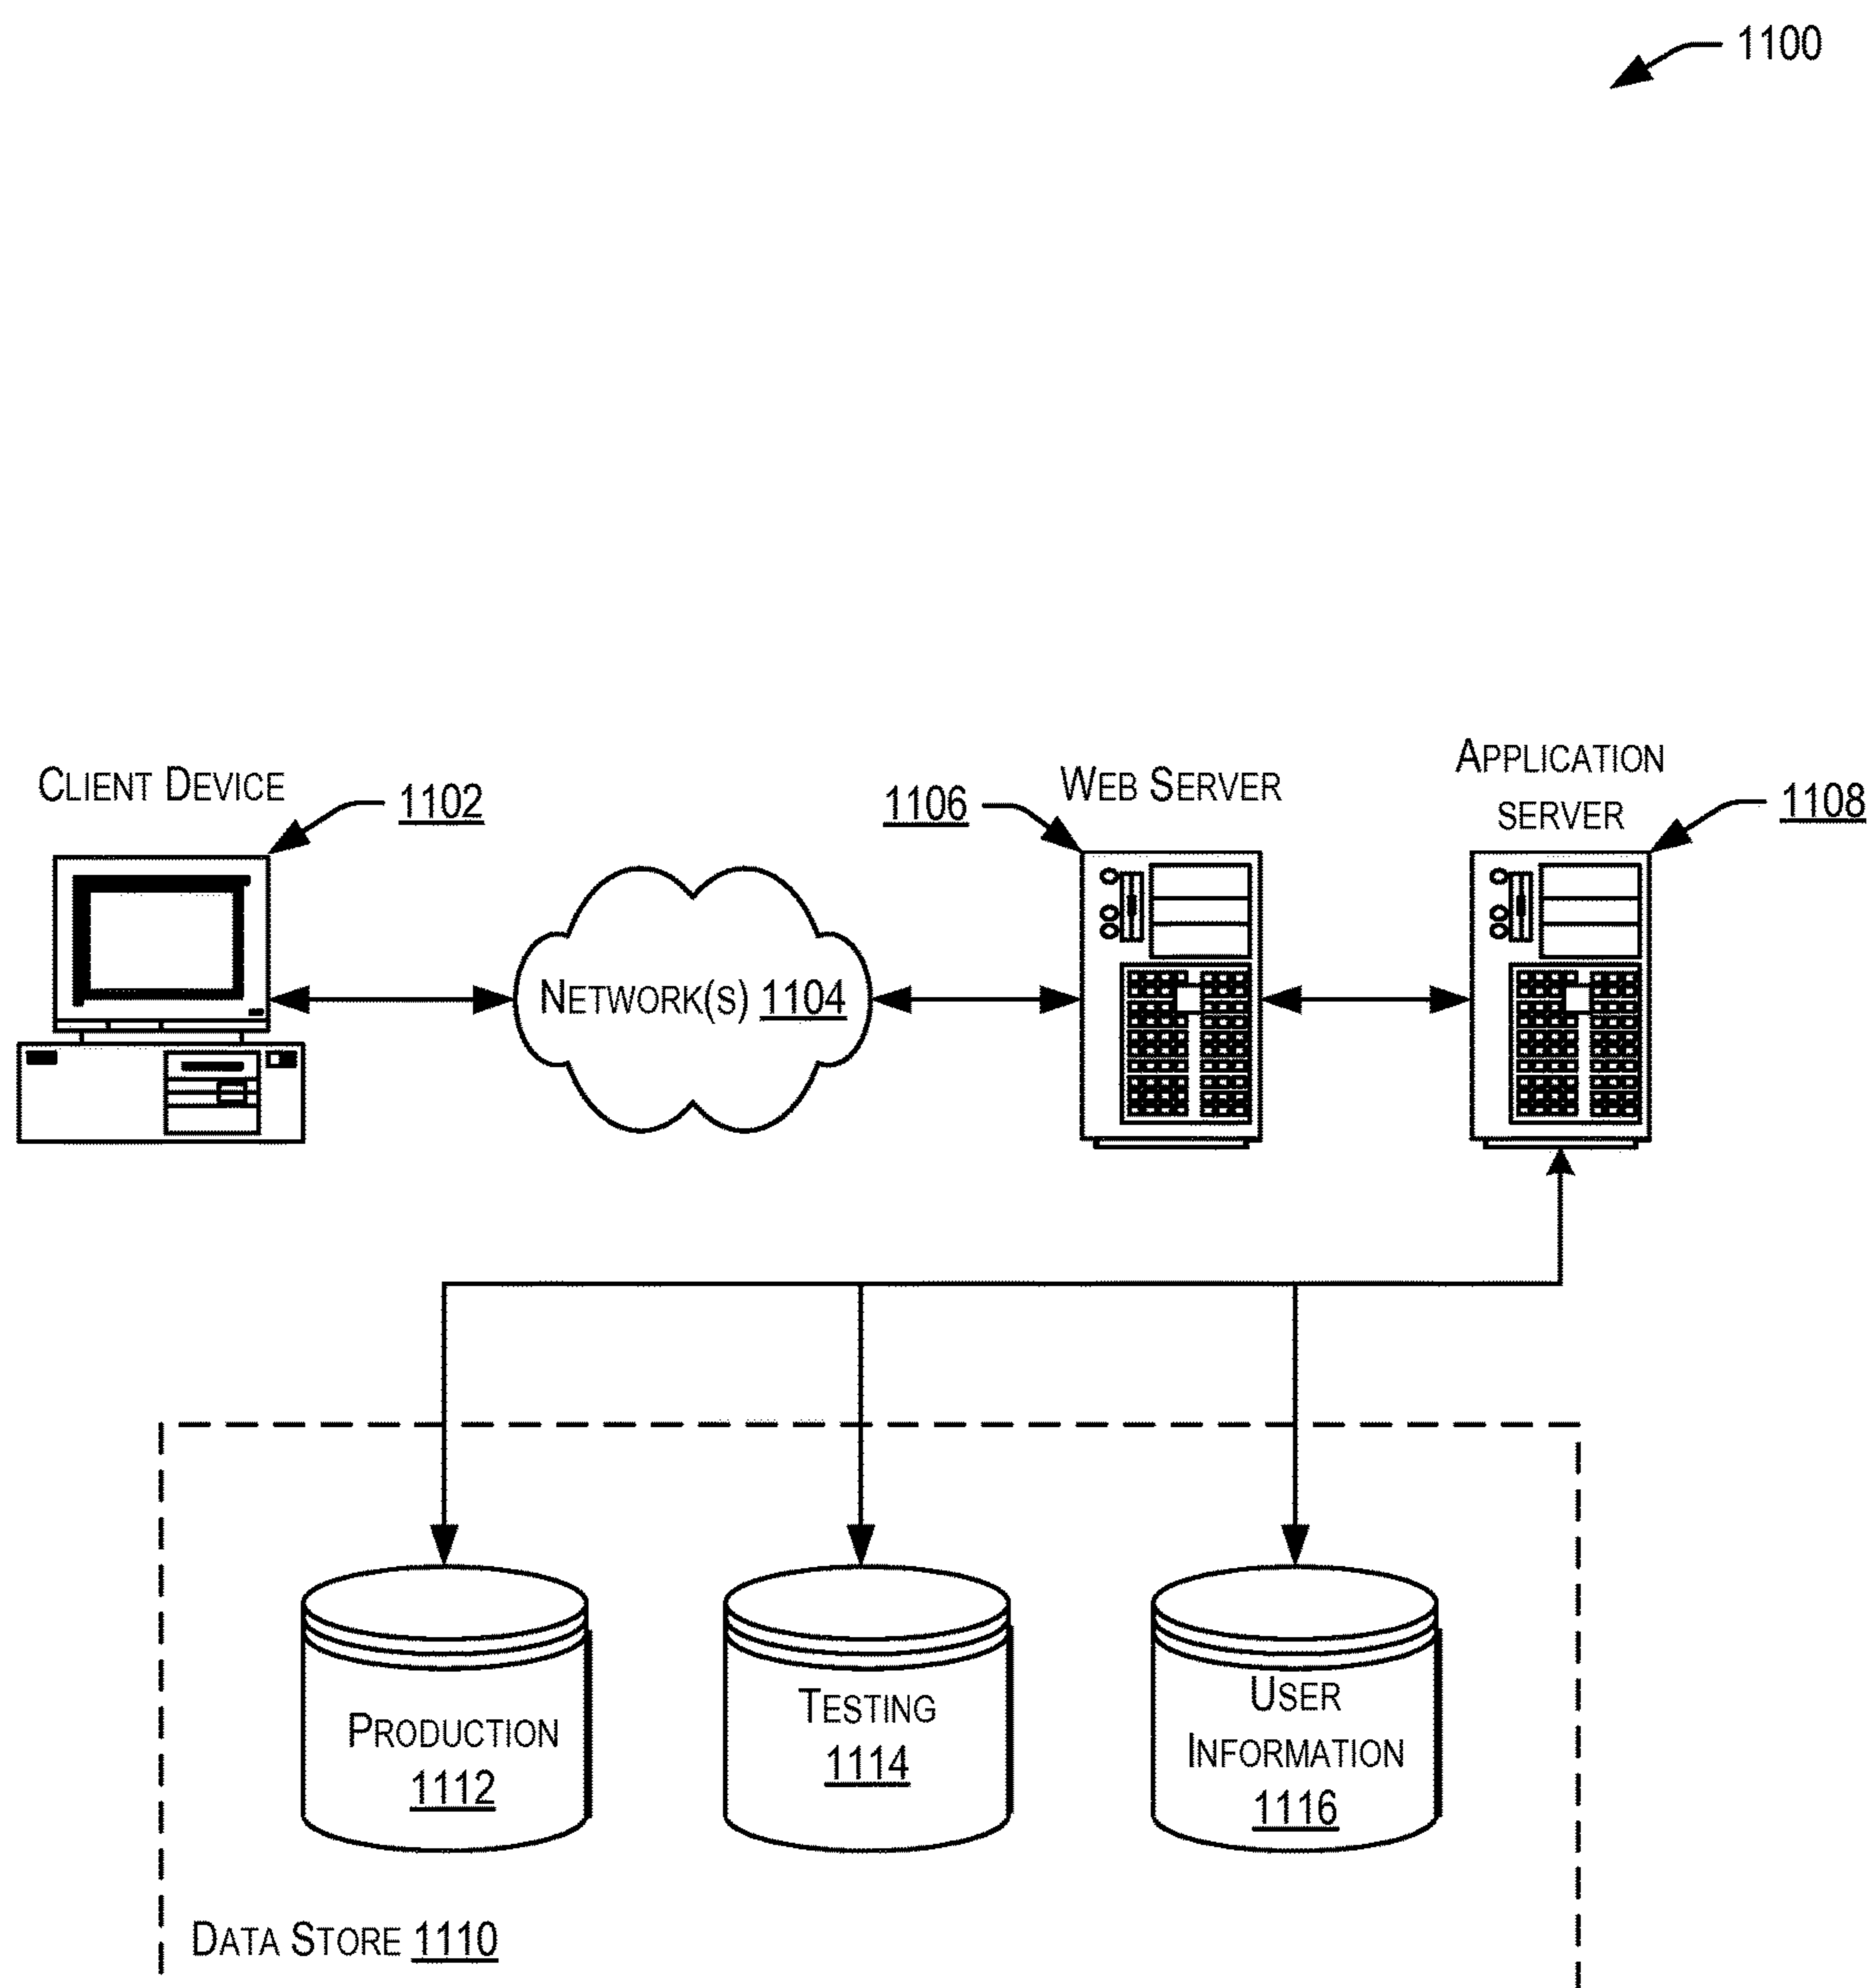 1100
CLIENT DEVICE
1102
1106
WEB SERVER
APPLICATION
SERVER
1108
NETWORK(S) 1104
PRODUCTION
1112
TESTING
1114
USER
INFORMATION
1116
DATA STORE 1110